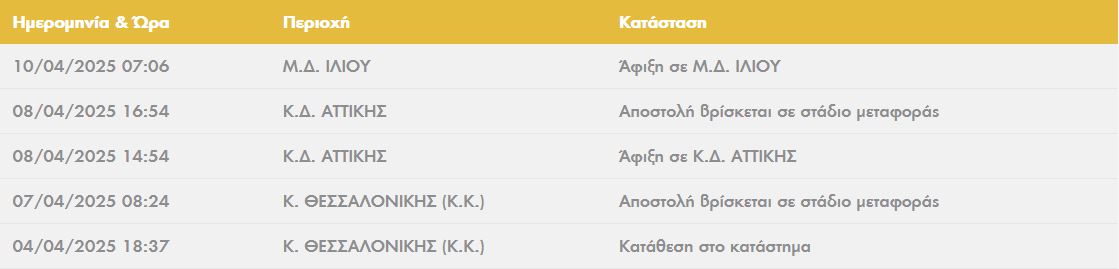 Ημερομηνία & Ώρα Περιοχή Κατάσταση
10/04/2025 07:06 Μ.Δ. ΙΛΙΟΥ Άφιξη σε Μ.Δ. ΙΛΙΟΥ
08/04/2025 16:54 Κ.Δ. ΑΤΤΙΚΗΣ Αποστολή βρίσκεται σε στάδιο μεταφοράς
08/04/2025 14:54 Κ.Δ. ΑΤΤΙΚΗΣ Άφιξη σε Κ.Δ. ΑΤΤΙΚΗΣ
07/04/2025 08:24 Κ. ΘΕΣΣΑΛΟΝΙΚΗΣ (Κ.Κ.) Αποστολή βρίσκεται σε στάδιο μεταφοράς
04/04/2025 18:37 Κ. ΘΕΣΣΑΛΟΝΙΚΗΣ (Κ.Κ.) Κατάθεση στο κατάστημα